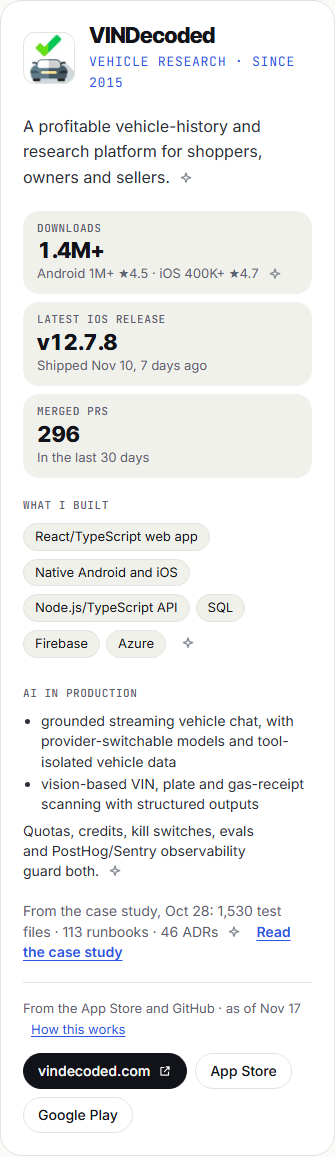 VINDecoded
VEHICLE RESEARCH · SINCE
2015
A profitable vehicle-history and
research platform for shoppers,
owners and sellers.
DOWNLOADS
1.4M+
Android 1M+ ★4.5 · iOS 400K+ ★4.7
LATEST IOS RELEASE
v12.7.8
Shipped Nov 10, 7 days ago
MERGED PRS
296
In the last 30 days
WHAT I BUILT
React/TypeScript web app
Native Android and iOS
Node.js/TypeScript API SQL
Firebase Azure
AI IN PRODUCTION
• grounded streaming vehicle chat, with
provider-switchable models and tool-
isolated vehicle data
• vision-based VIN, plate and gas-receipt
scanning with structured outputs
Quotas, credits, kill switches, evals
and PostHog/Sentry observability
guard both.
From the case study, Oct 28: 1,530 test
files · 113 runbooks · 46 ADRs Read
the case study
From the App Store and GitHub · as of Nov 17
How this works
vindecoded.com App Store
Google Play